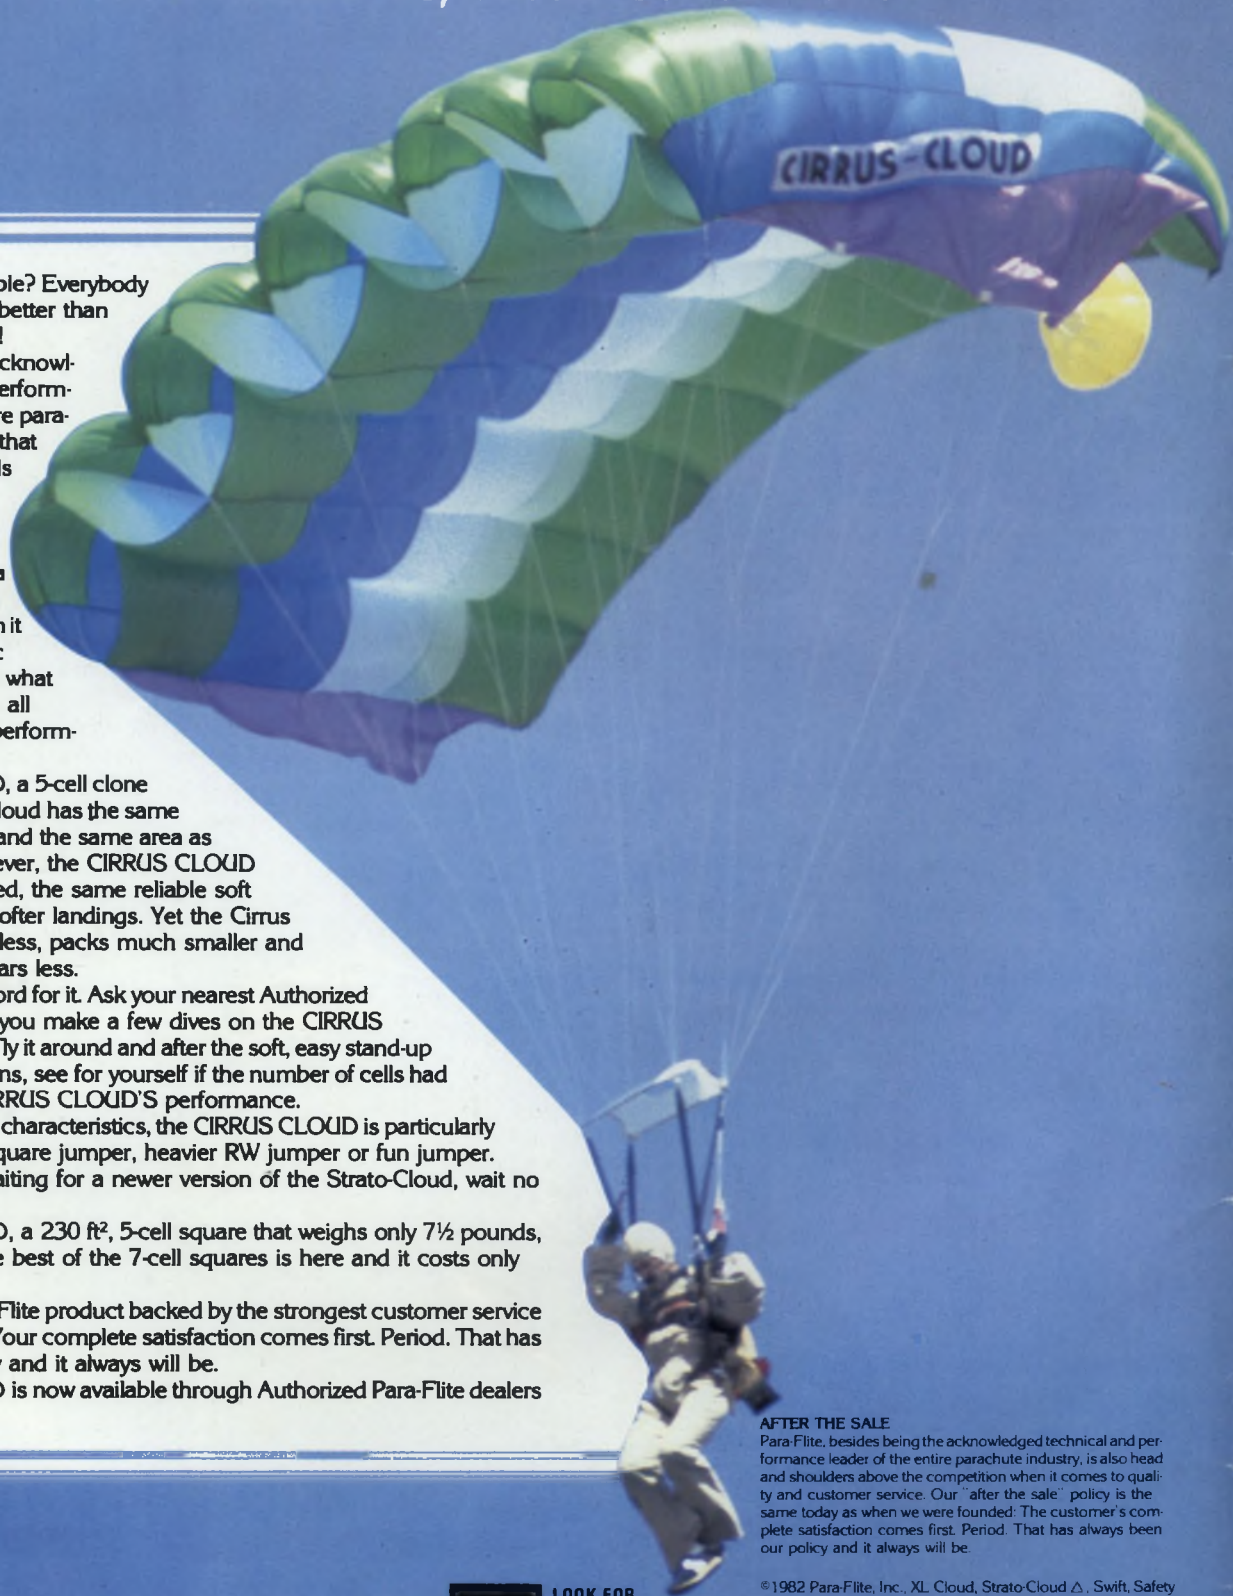 CIRRUS-CLOUD
ble? Everybody
better than
!
cknowl-
erform-
re para-
that
ls
n it
what
all
perform-
D, a 5-cell clone
loud has the same
and the same area as
ever, the CIRRUS CLOUD
ed, the same reliable soft
ofter landings. Yet the Cirrus
less, packs much smaller and
ars less.
ord for it. Ask your nearest Authorized
you make a few dives on the CIRRUS
ly it around and after the soft, easy stand-up
ns, see for yourself if the number of cells had
RRUS CLOUD'S performance.
characteristics, the CIRRUS CLOUD is particularly
quare jumper, heavier RW jumper or fun jumper.
aiting for a newer version of the Strato-Cloud, wait no
D, a 230 ft², 5-cell square that weighs only 7½ pounds,
e best of the 7-cell squares is here and it costs only
Flite product backed by the strongest customer service
Your complete satisfaction comes first. Period. That has
y and it always will be.
D is now available through Authorized Para-Flite dealers
AFTER THE SALE
Para-Flite, besides being the acknowledged technical and per-
formance leader of the entire parachute industry, is also head
and shoulders above the competition when it comes to quali-
ty and customer service. Our "after the sale" policy is the
same today as when we were founded: The customer's com-
plete satisfaction comes first. Period. That has always been
our policy and it always will be.
©1982 Para-Flite, Inc., XL Cloud, Strato-Cloud △, Swift, Safety
LOOK FOR